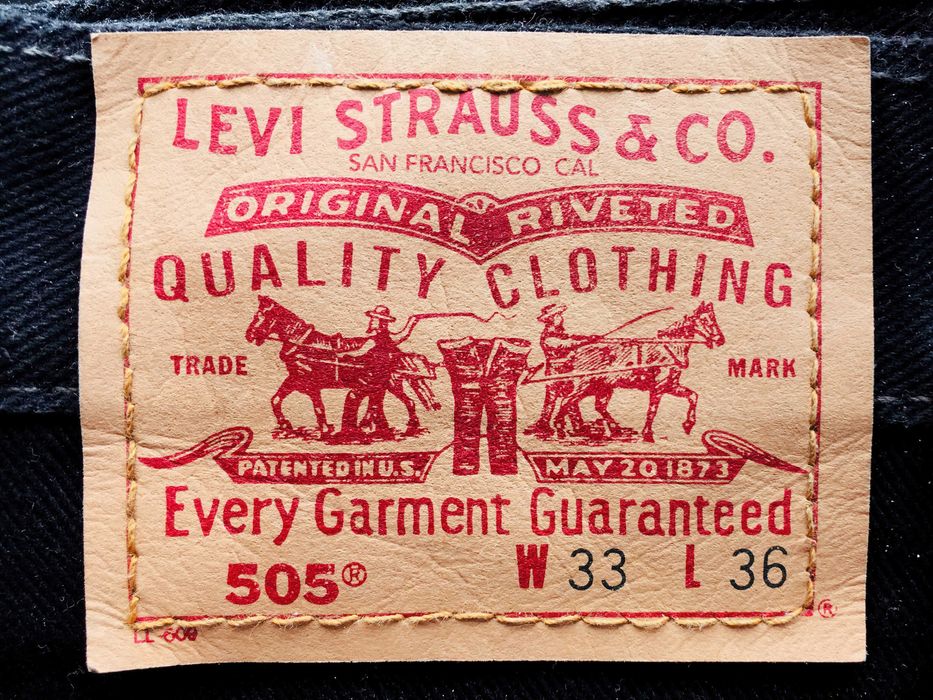 LEVI STRAUSS & CO.
SAN FRANCISCO CAL
ORIGINAL RIVETED
QUALITY CLOTHING
TRADE MARK
PATENTED IN U.S. MAY 20 1873
Every Garment Guaranteed
505® W 33 L 36
®